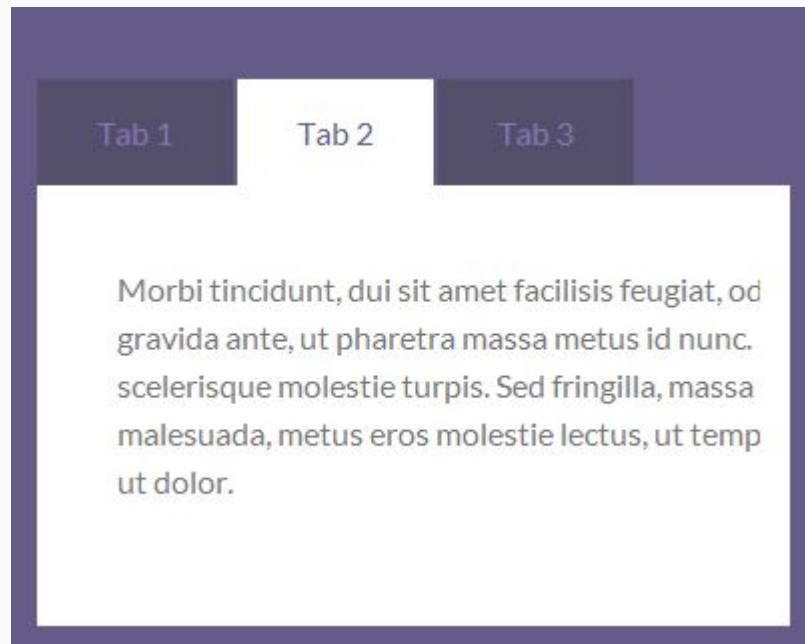 Tab 1 Tab 2 Tab 3
Morbi tincidunt, dui sit amet facilisis feugiat, od
gravida ante, ut pharetra massa metus id nunc.
scelerisque molestie turpis. Sed fringilla, massa
malesuada, metus eros molestie lectus, ut temp
ut dolor.